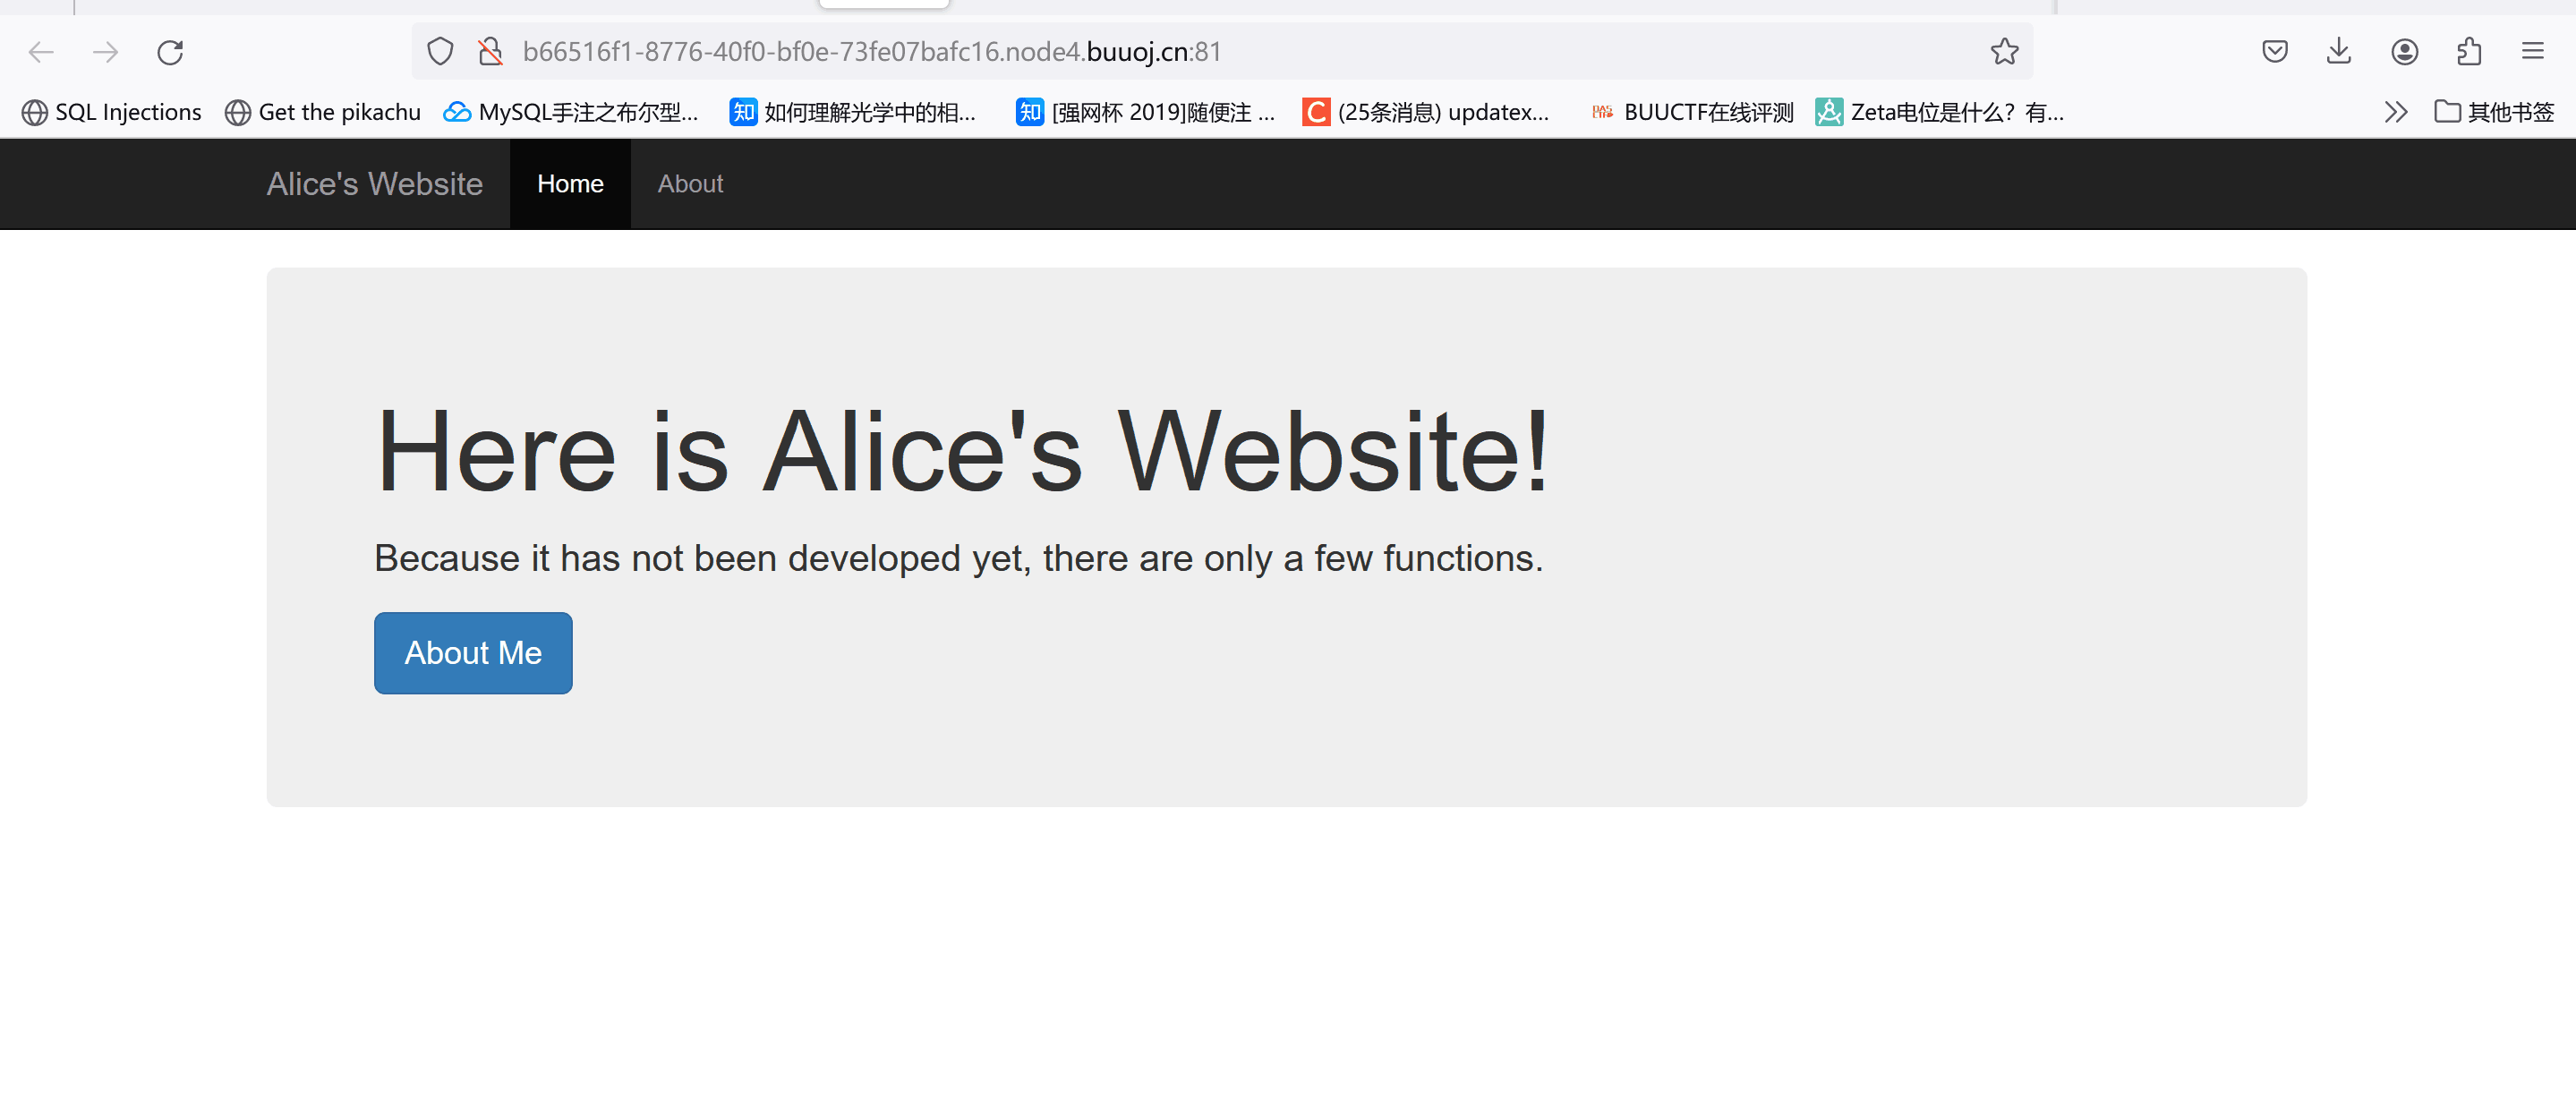 b66516f1-8776-40f0-bf0e-73fe07bafc16.node4.buuoj.cn:81
SQL Injections Get the pikachu MySQL手注之布尔型... 知 如何理解光学中的相... 知 [强网杯 2019]随便注 ... C (25条消息) updatex... BUUCTF在线评测 Zeta电位是什么？有... 其他书签
Alice's Website Home About
Here is Alice's Website!
Because it has not been developed yet, there are only a few functions.
About Me